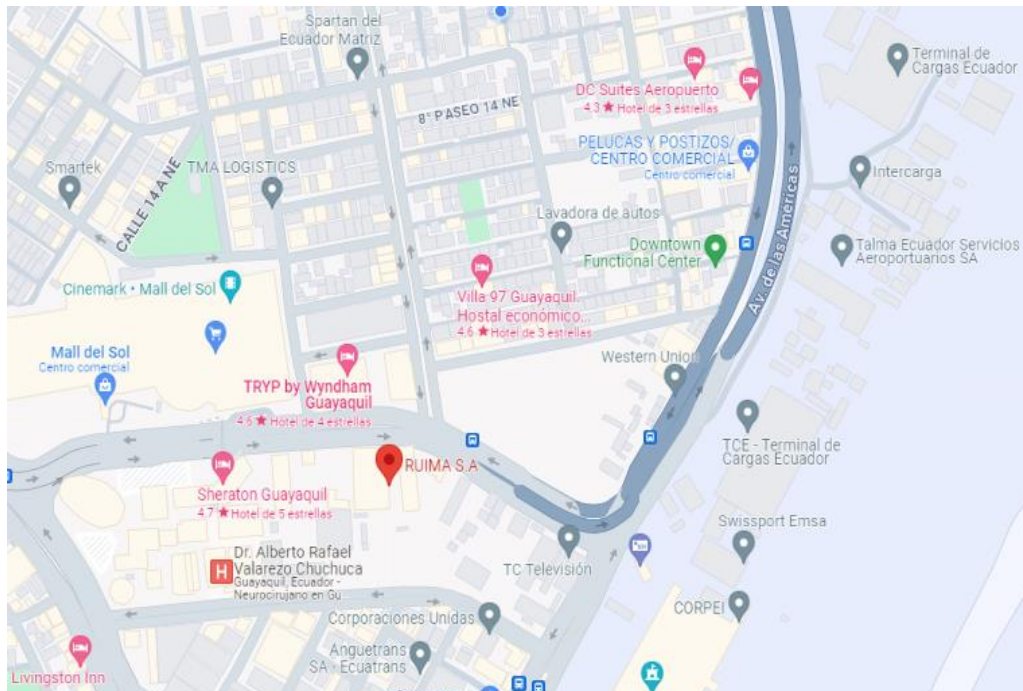 Spartan del
Ecuador Matriz
Terminal de
Cargas Ecuador
DC Suites Aeropuerto
4.3 ★ Hotel de 3 estrellas
8° PASEO 14 NE
PELUCAS Y POSTIZOS/
CENTRO COMERCIAL
Centro comercial
Smartek
TMA LOGISTICS
Intercarga
CALLE 14 A NE
Lavadora de autos
Av. de las Américas
Downtown
Functional Center
Talma Ecuador Servicios
Aeroportuarios SA
Cinemark • Mall del Sol
Villa 97 Guayaquil.
Hostal económico...
4.6 ★ Hotel de 3 estrellas
Mall del Sol
Centro comercial
Western Union
TRYP by Wyndham
Guayaquil
4.6 ★ Hotel de 4 estrellas
TCE - Terminal de
Cargas Ecuador
RUIMA S.A
Sheraton Guayaquil
4.7 ★ Hotel de 5 estrellas
Swissport Emsa
Dr. Alberto Rafael
Valarezo Chuchuca
Guayaquil, Ecuador -
Neurocirujano en Gu...
H
TC Televisión
CORPEI
Corporaciones Unidas
Anguetrans
SA - Ecuatrans
Livingston Inn